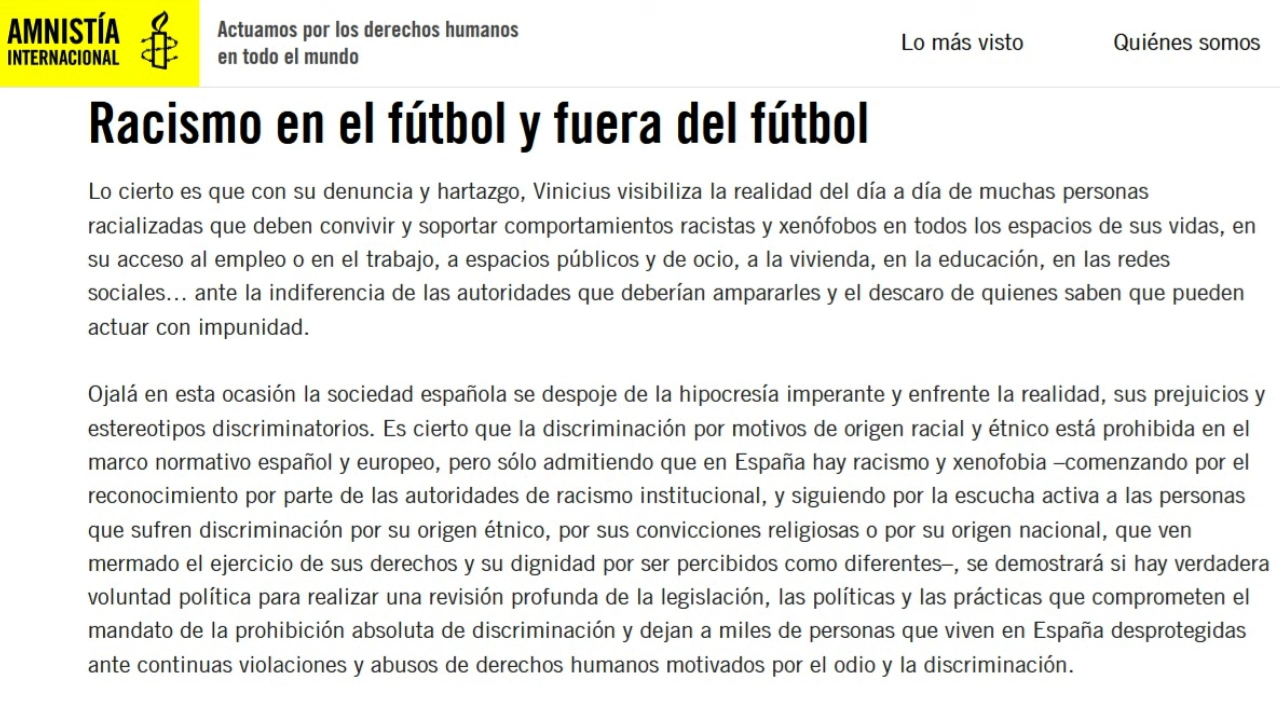 AMNISTÍA
INTERNACIONAL
Actuamos por los derechos humanos
en todo el mundo
Lo más visto
Quiénes somos
Racismo en el fútbol y fuera del fútbol
Lo cierto es que con su denuncia y hartazgo, Vinicius visibiliza la realidad del día a día de muchas personas
racializadas que deben convivir y soportar comportamientos racistas y xenófobos en todos los espacios de sus vidas, en
su acceso al empleo o en el trabajo, a espacios públicos y de ocio, a la vivienda, en la educación, en las redes
sociales… ante la indiferencia de las autoridades que deberían ampararles y el descaro de quienes saben que pueden
actuar con impunidad.
Ojalá en esta ocasión la sociedad española se despoje de la hipocresía imperante y enfrente la realidad, sus prejuicios y
estereotipos discriminatorios. Es cierto que la discriminación por motivos de origen racial y étnico está prohibida en el
marco normativo español y europeo, pero sólo admitiendo que en España hay racismo y xenofobia –comenzando por el
reconocimiento por parte de las autoridades de racismo institucional, y siguiendo por la escucha activa a las personas
que sufren discriminación por su origen étnico, por sus convicciones religiosas o por su origen nacional, que ven
mermado el ejercicio de sus derechos y su dignidad por ser percibidos como diferentes–, se demostrará si hay verdadera
voluntad política para realizar una revisión profunda de la legislación, las políticas y las prácticas que comprometen el
mandato de la prohibición absoluta de discriminación y dejan a miles de personas que viven en España desprotegidas
ante continuas violaciones y abusos de derechos humanos motivados por el odio y la discriminación.